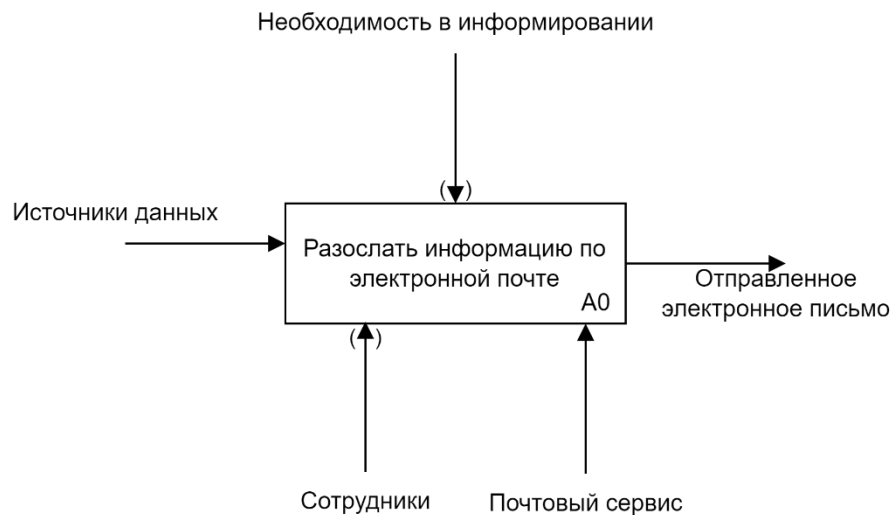 Необходимость в информировании
( )
Источники данных
Разослать информацию по
электронной почте
A0
Отправленное
электронное письмо
( )
Сотрудники
Почтовый сервис